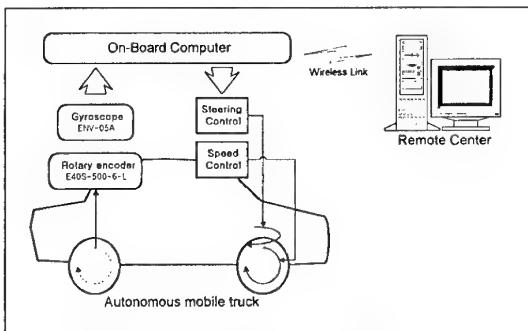 On-Board Computer
Wireless Link
Remote Center
Gyroscope
ENV-05A
Steering
Control
Rotary encoder
E40S-500-6-L
Speed
Control
Autonomous mobile truck